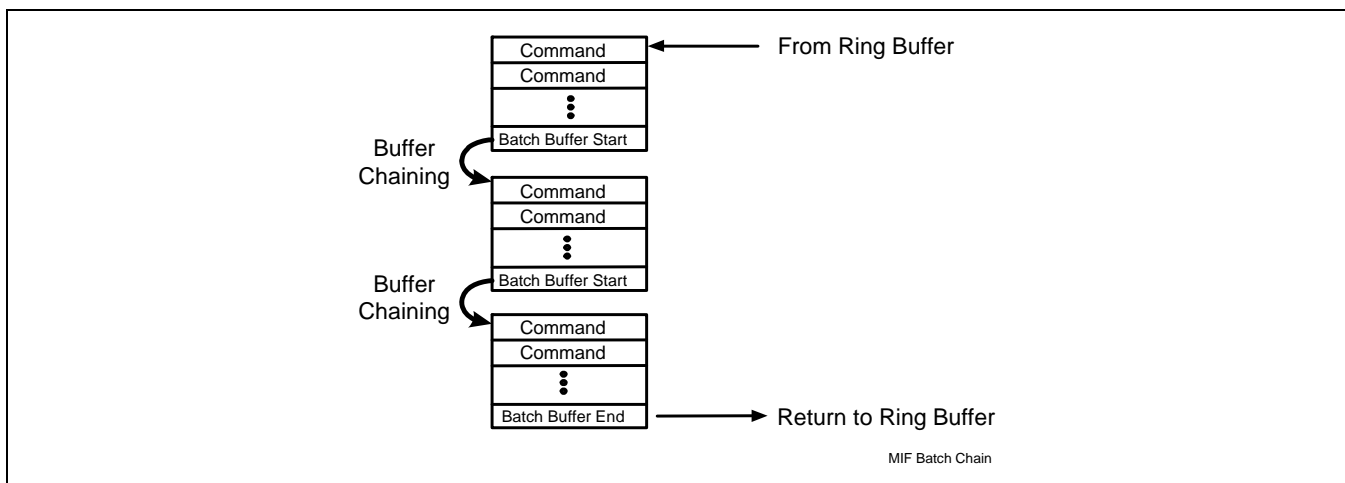 Command
From Ring Buffer
Command
Batch Buffer Start
Buffer
Chaining
Command
Command
Batch Buffer Start
Buffer
Chaining
Command
Command
Batch Buffer End
Return to Ring Buffer
MIF Batch Chain